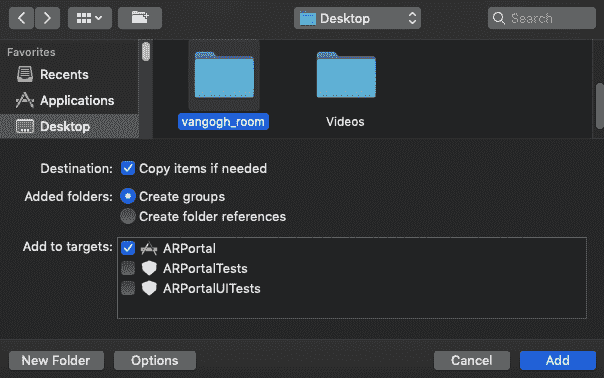 Desktop
Search
Favorites
Recents
Applications
Desktop
vangogh_room
Videos
Destination: Copy items if needed
Added folders: Create groups
Create folder references
Add to targets: ARPortal
ARPortalTests
ARPortalUITests
New Folder Options Cancel Add